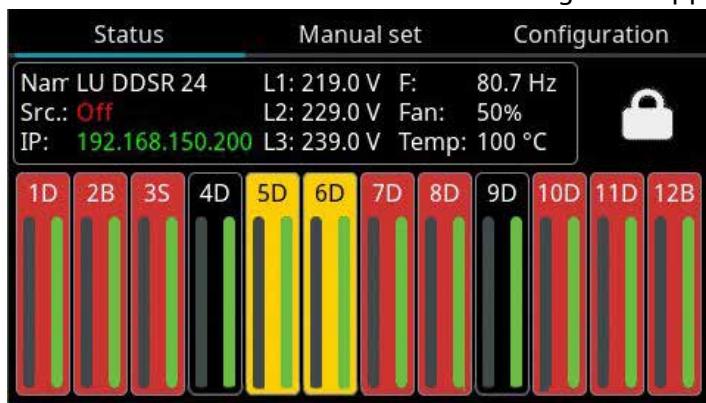 Status Manual set Configuration
Nam LU DDSR 24 L1: 219.0 V F: 80.7 Hz
Src.: Off L2: 229.0 V Fan: 50%
IP: 192.168.150.200 L3: 239.0 V Temp: 100 °C
1D 2B 3S 4D 5D 6D 7D 8D 9D 10D 11D 12B